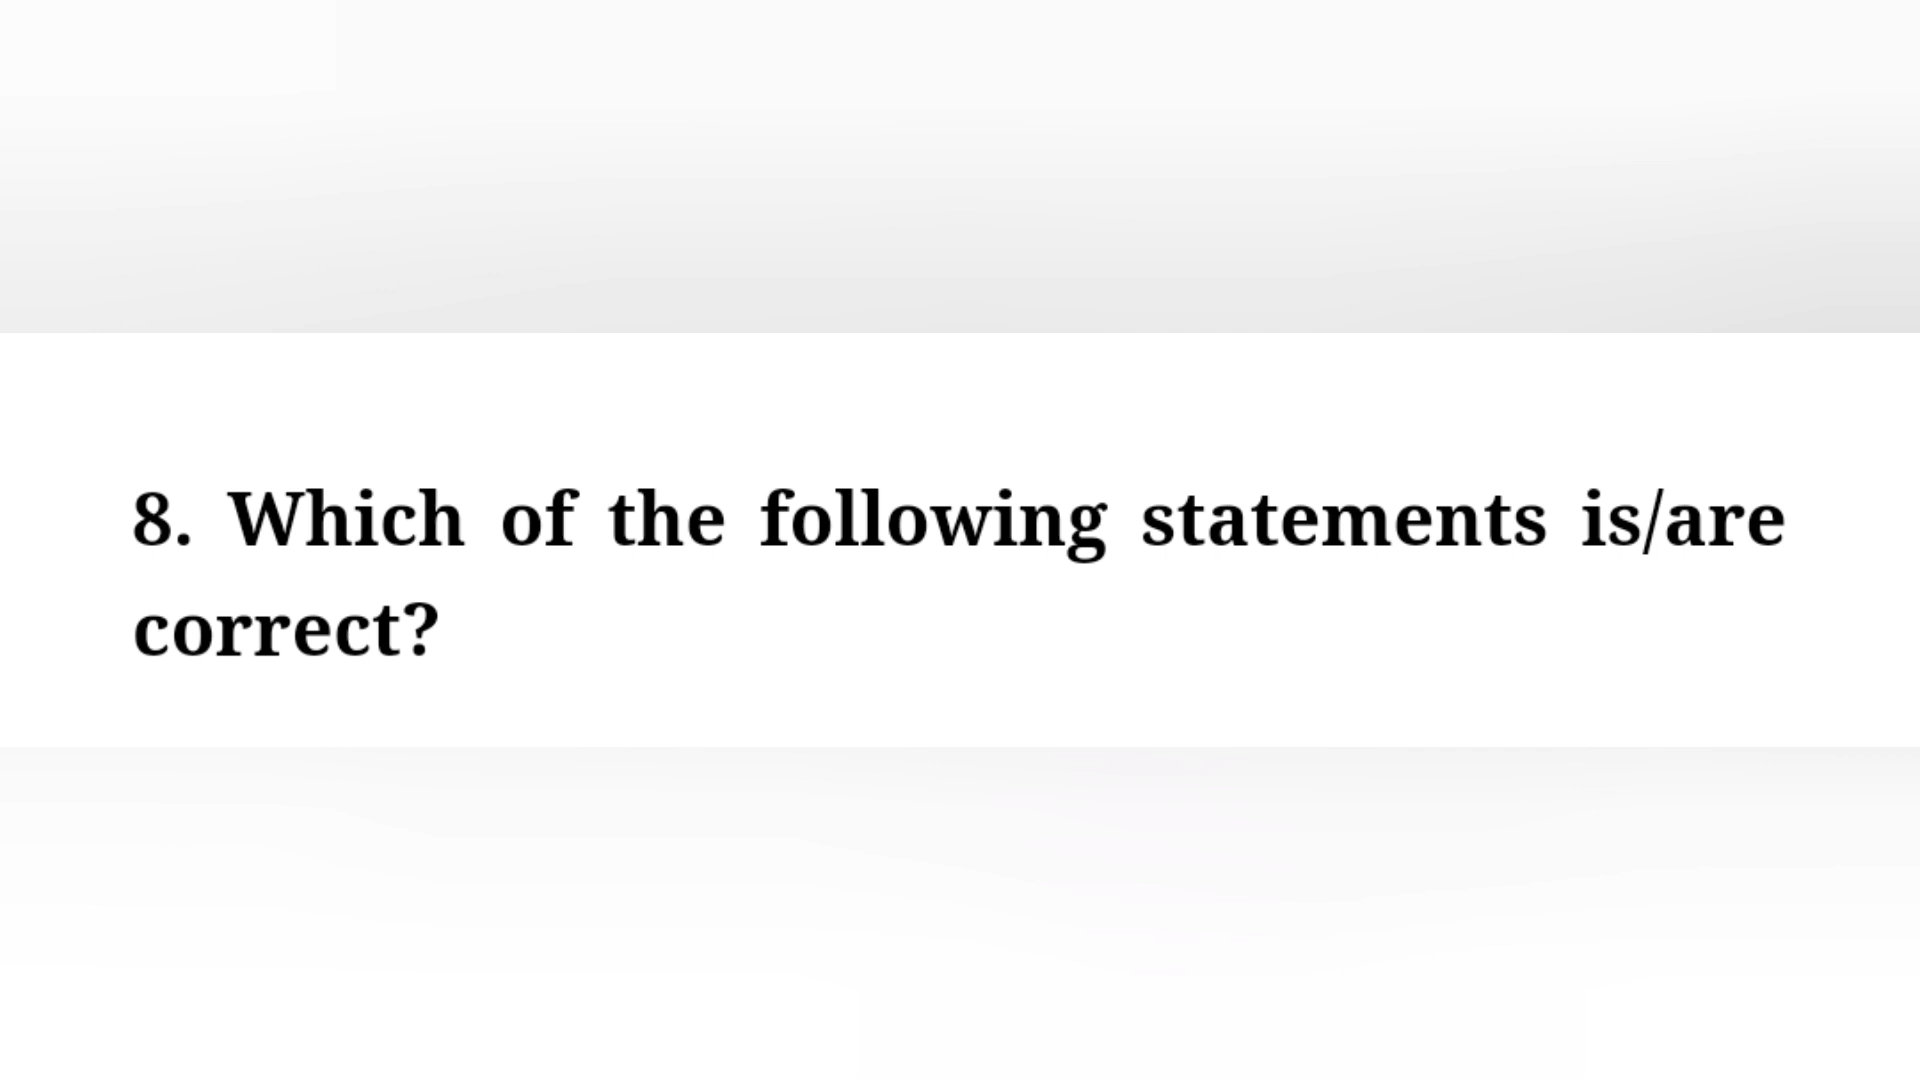 8. Which of the following statements is/are
correct?